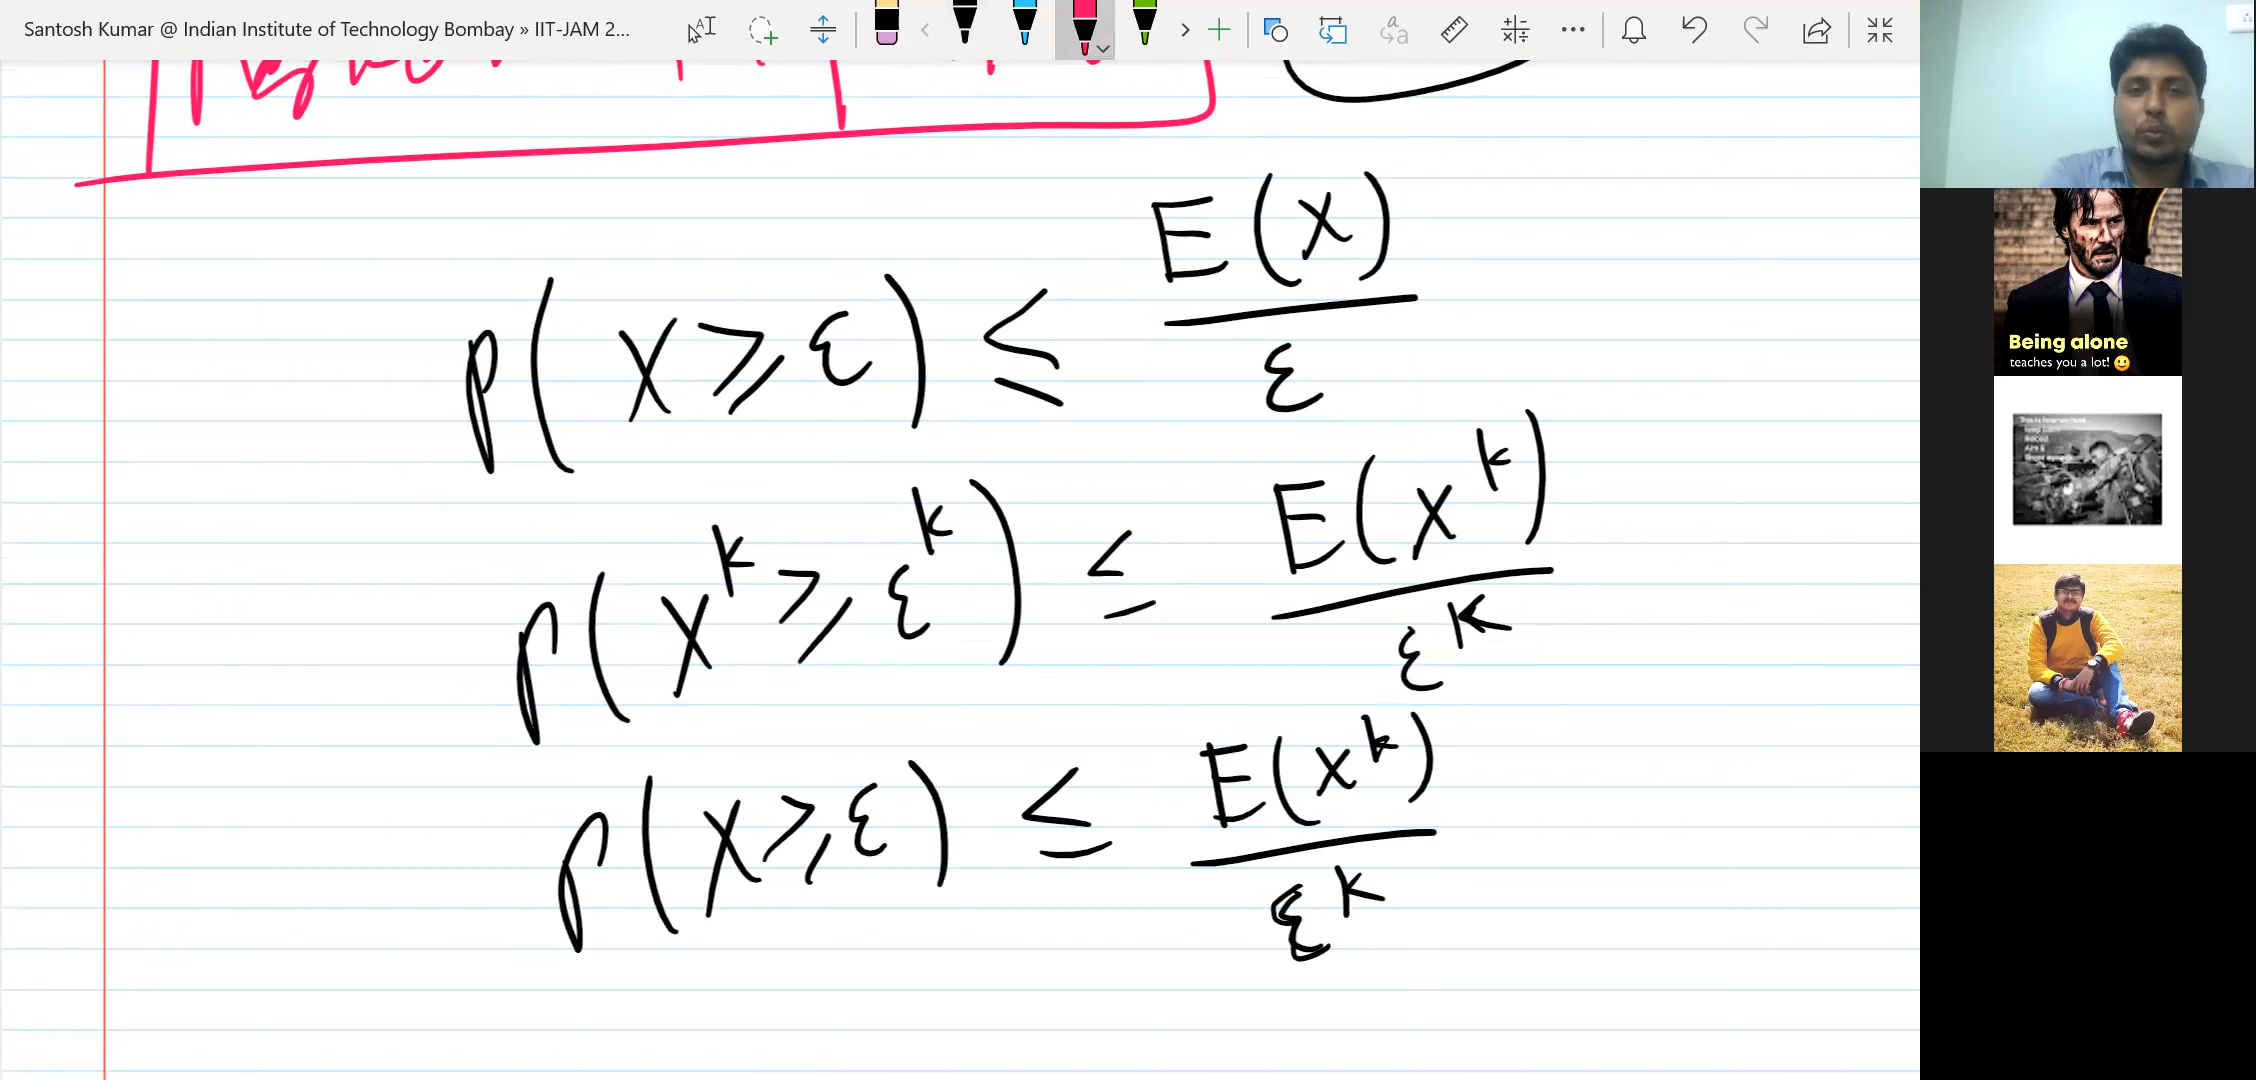 Santosh Kumar @ Indian Institute of Technology Bombay » IIT-JAM 2...
P(X ≥ ε) ≤ E(X) / ε
P(X^k ≥ ε^k) ≤ E(X^k) / ε^k
P(X ≥ ε) ≤ E(X^k) / ε^k
Being alone
teaches you a lot! 😀